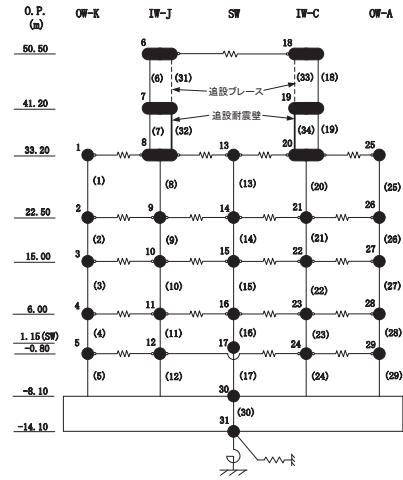 O.P. OW-K IW-J SW IW-C OW-A
(m)
50.50 6 18
(6) (31) (33) (18)
追設ブレース
41.20 7 19
追設耐震壁
(7) (32) (34) (19)
33.20 1 8 13 20 25
(1) (8) (13) (20) (25)
22.50 2 9 14 21 26
(2) (9) (14) (21) (26)
15.00 3 10 15 22 27
(3) (10) (15) (22) (27)
6.00 4 11 16 23 28
(4) (11) (16) (23) (28)
1.15(SW) 17
-0.80 5 12 24 29
(5) (12) (17) (24) (29)
-8.10 30
(30)
-14.10 31